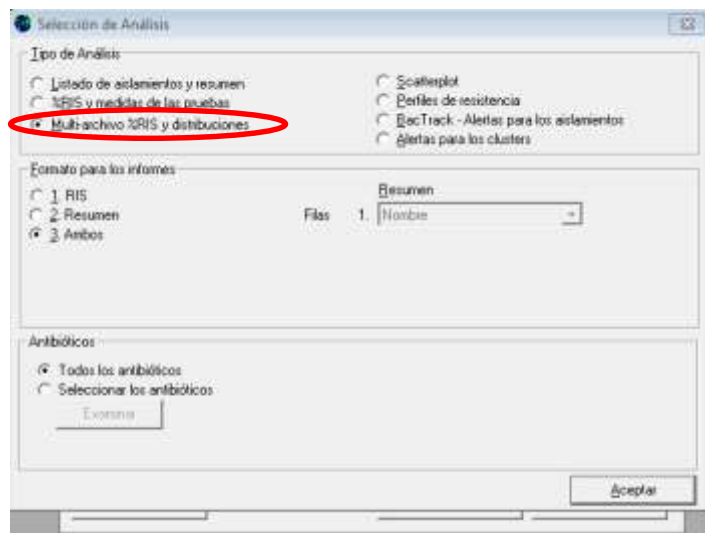 Selección de Análisis
Tipo de Análisis
Listado de aislamientos y resumen
%RIS y medidas de las pruebas
Multi-archivo %RIS y distribuciones
Scatterplot
Perfiles de resistencia
BacTrack - Alertas para los aislamientos
Alertas para los clusters
Formato para los informes
1. RIS
2. Resumen
3. Ambos
Resumen
Filas 1. Nombre
Antibióticos
Todos los antibióticos
Seleccionar los antibióticos
Examinar
Aceptar